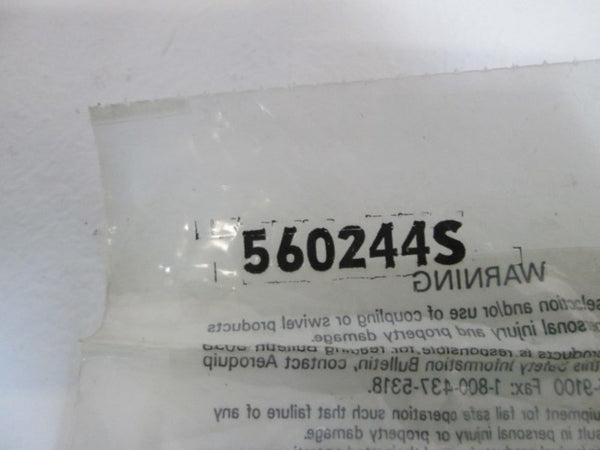 560244S
WARNING
selection and/or use of coupling or swivel products
sonal injury and property damage.
products is responsible for reading Bulletin
this Safety Information Bulletin, contact Aeroquip
-9100 Fax: 1-800-437-5318.
equipment for fail safe operation such that failure of any
result in personal injury or property damage.